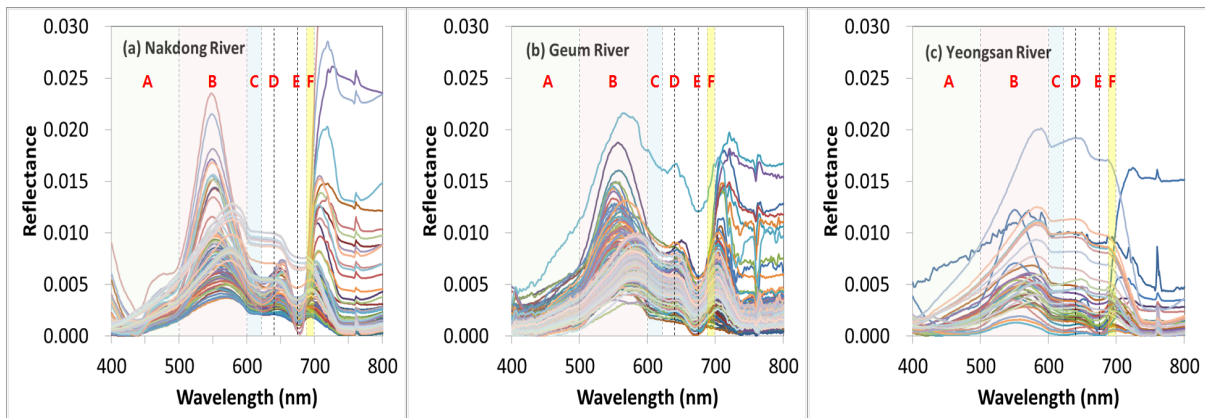 (a) Nakdong River
A B C D E F
Reflectance
0.030
0.025
0.020
0.015
0.010
0.005
0.000
400 500 600 700 800
Wavelength (nm)
(b) Geum River
A B C D E F
Reflectance
0.030
0.025
0.020
0.015
0.010
0.005
0.000
400 500 600 700 800
Wavelength (nm)
(c) Yeongsan River
A B C D E F
Reflectance
0.030
0.025
0.020
0.015
0.010
0.005
0.000
400 500 600 700 800
Wavelength (nm)